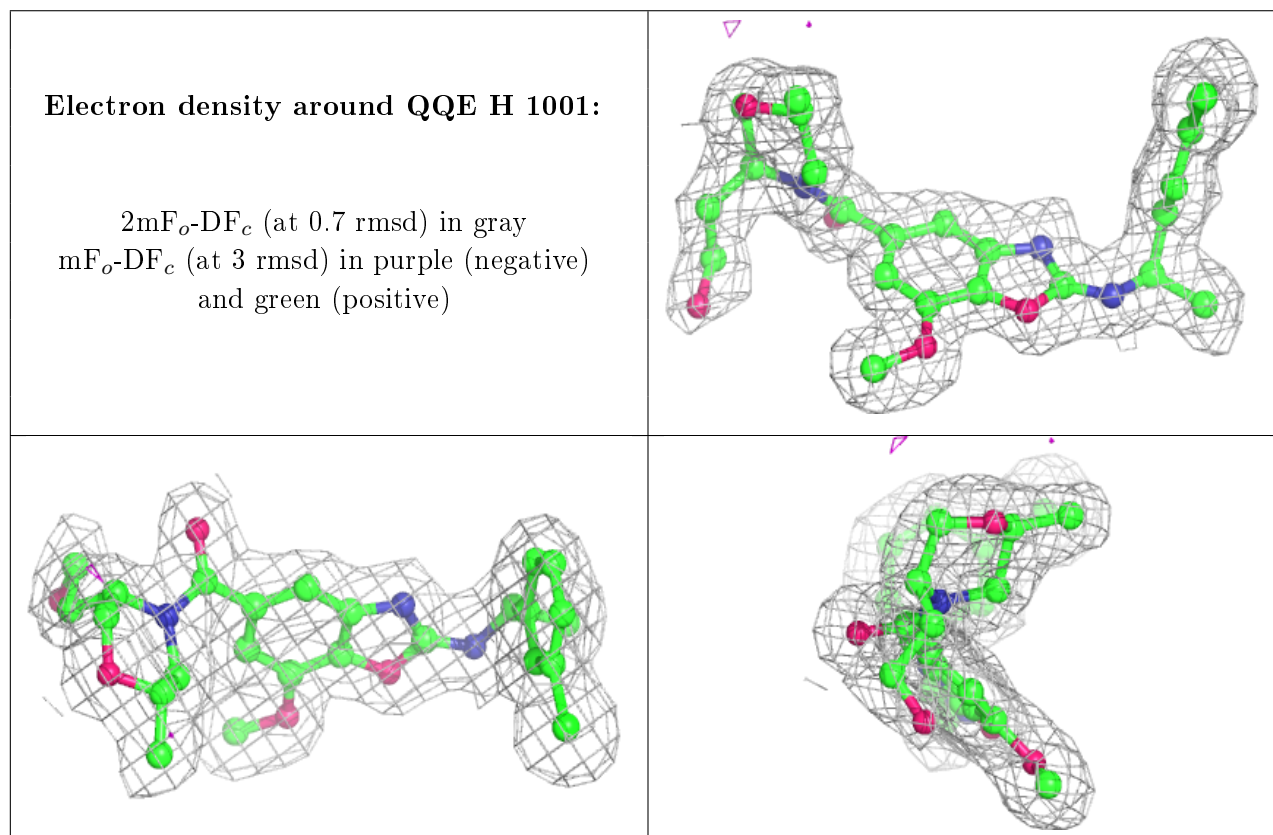 Electron density around QQE H 1001:
2mFo-DFc (at 0.7 rmsd) in gray
mFo-DFc (at 3 rmsd) in purple (negative)
and green (positive)